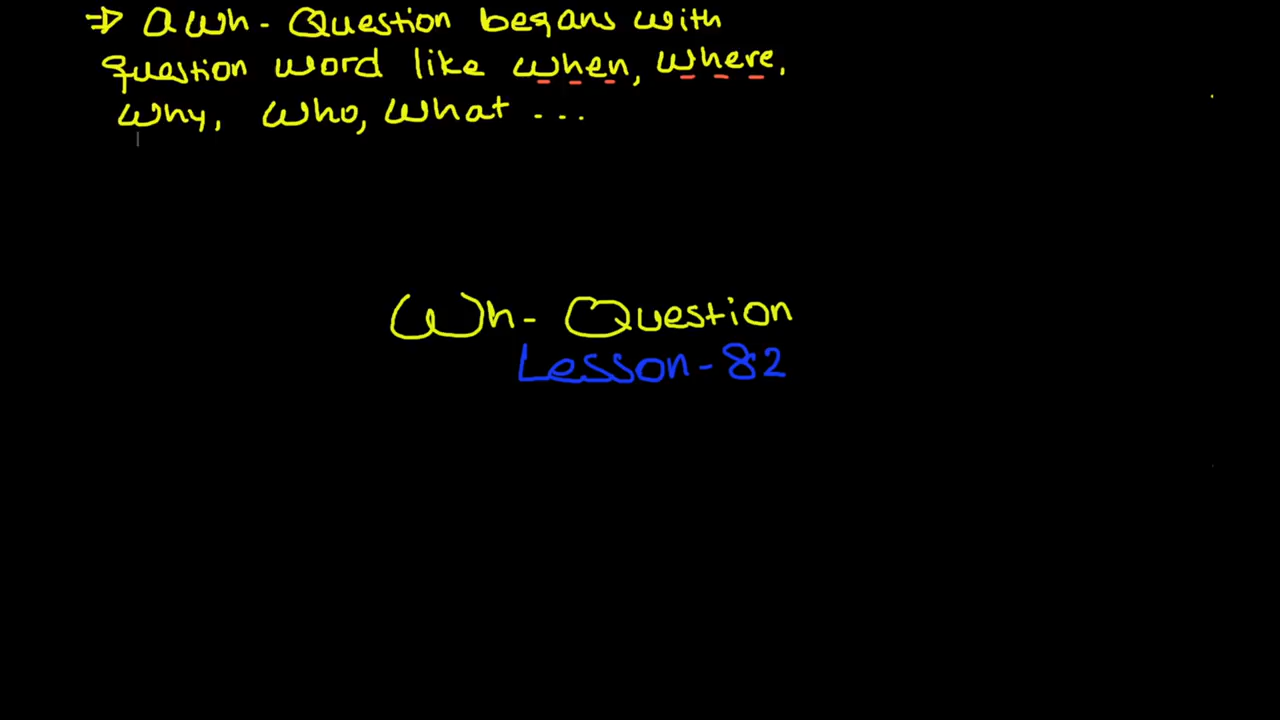 ⇒ A Wh - Question begans with
question word like when, where,
why, who, what ...
Wh - Question
Lesson - 82